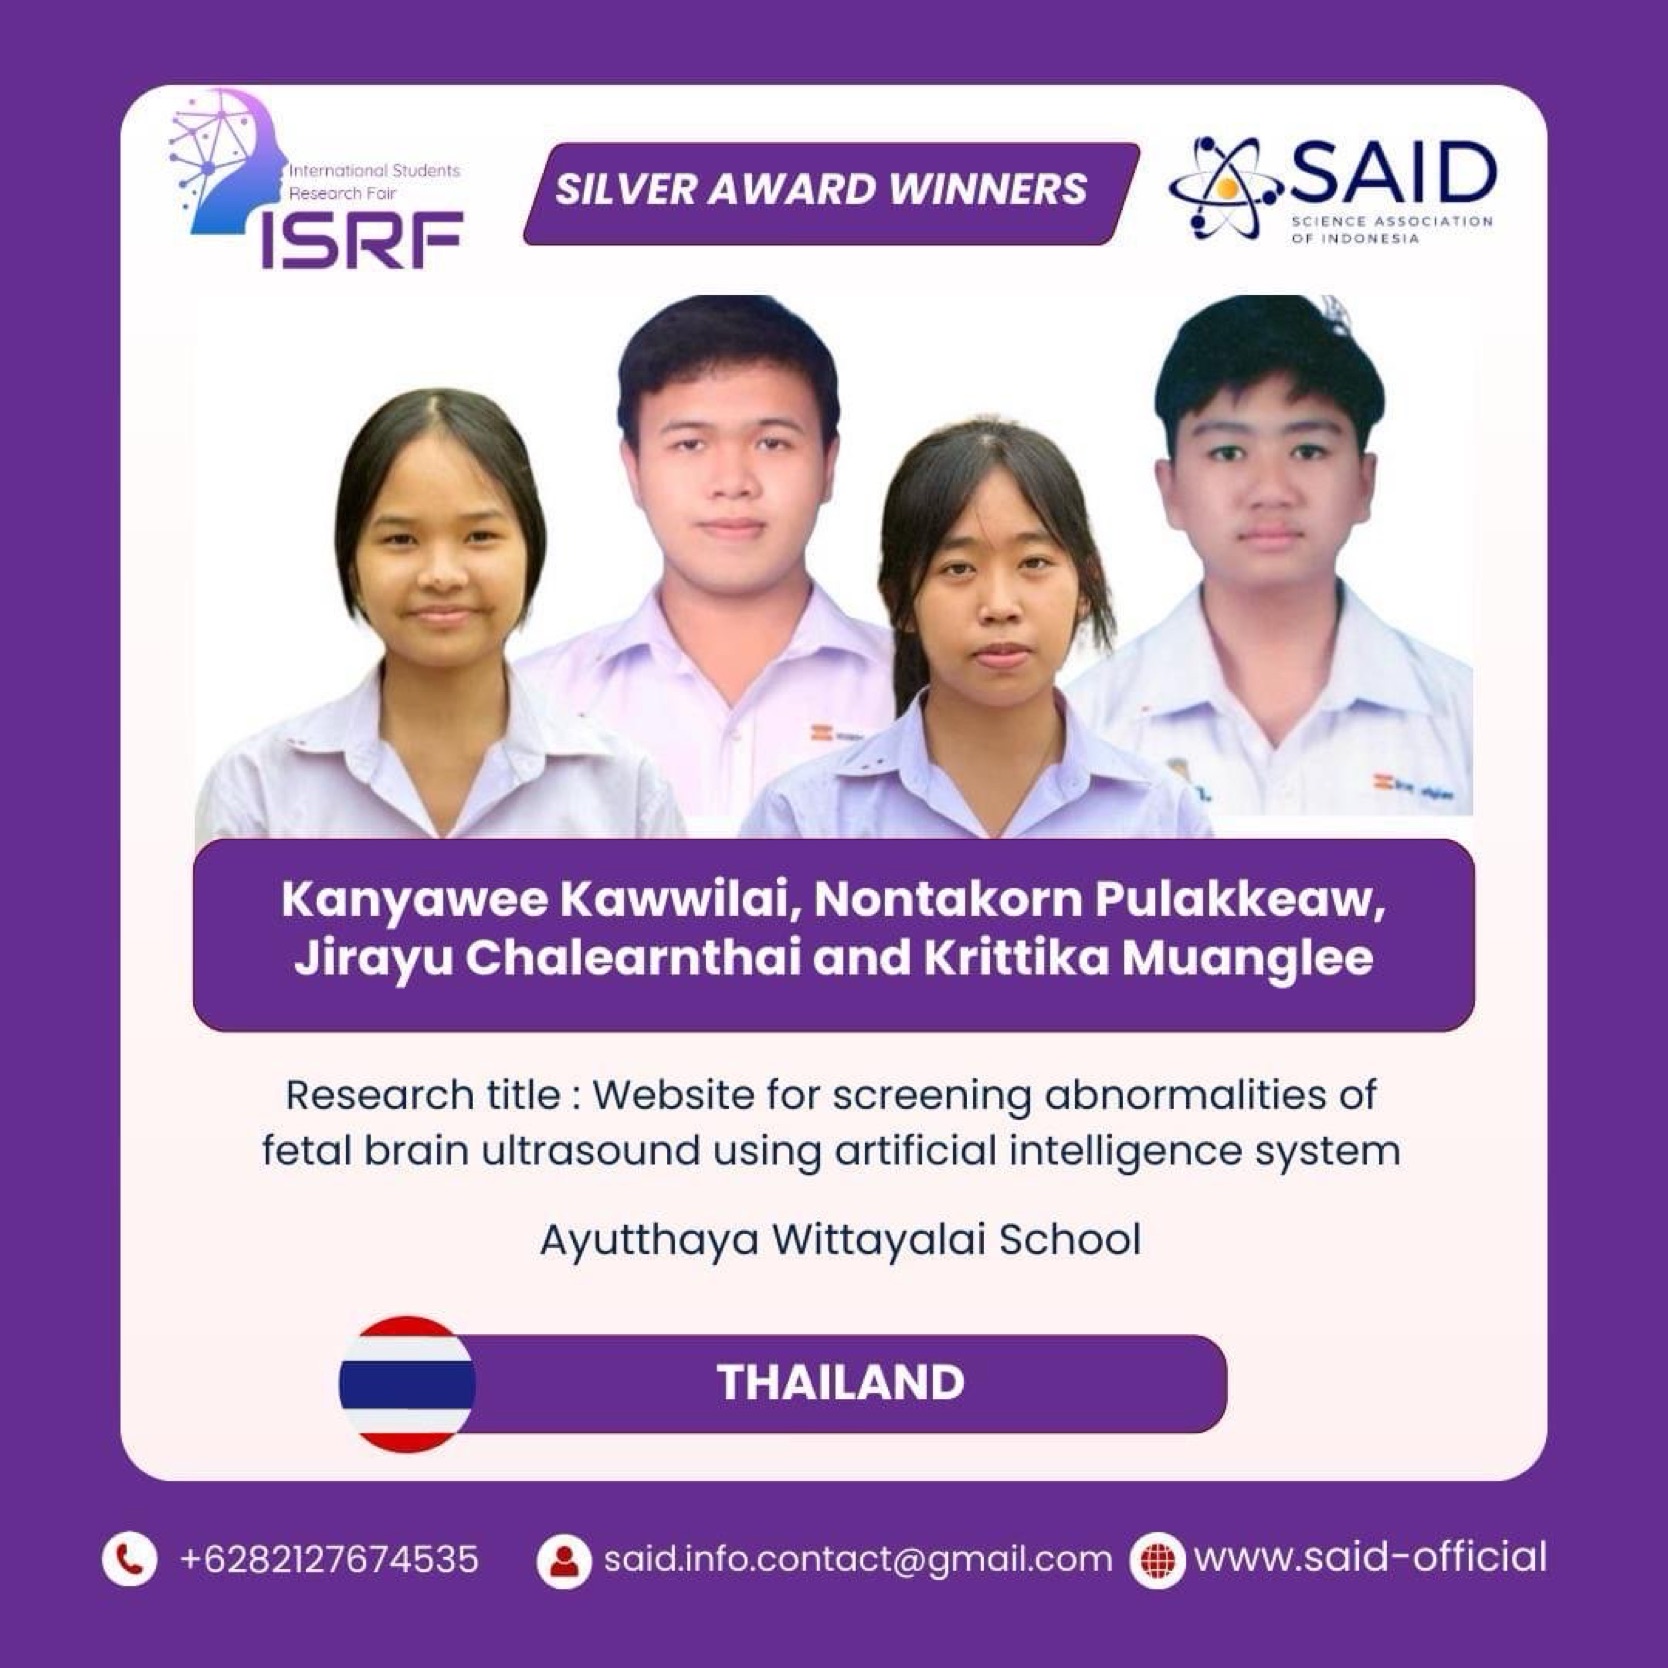 International Students
Research Fair
ISRF
SILVER AWARD WINNERS
SAID
SCIENCE ASSOCIATION
OF INDONESIA
Kanyawee Kawwilai, Nontakorn Pulakkeaw,
Jirayu Chalearnthai and Krittika Muanglee
Research title : Website for screening abnormalities of
fetal brain ultrasound using artificial intelligence system
Ayutthaya Wittayalai School
THAILAND
+6282127674535
said.info.contact@gmail.com
www.said-official